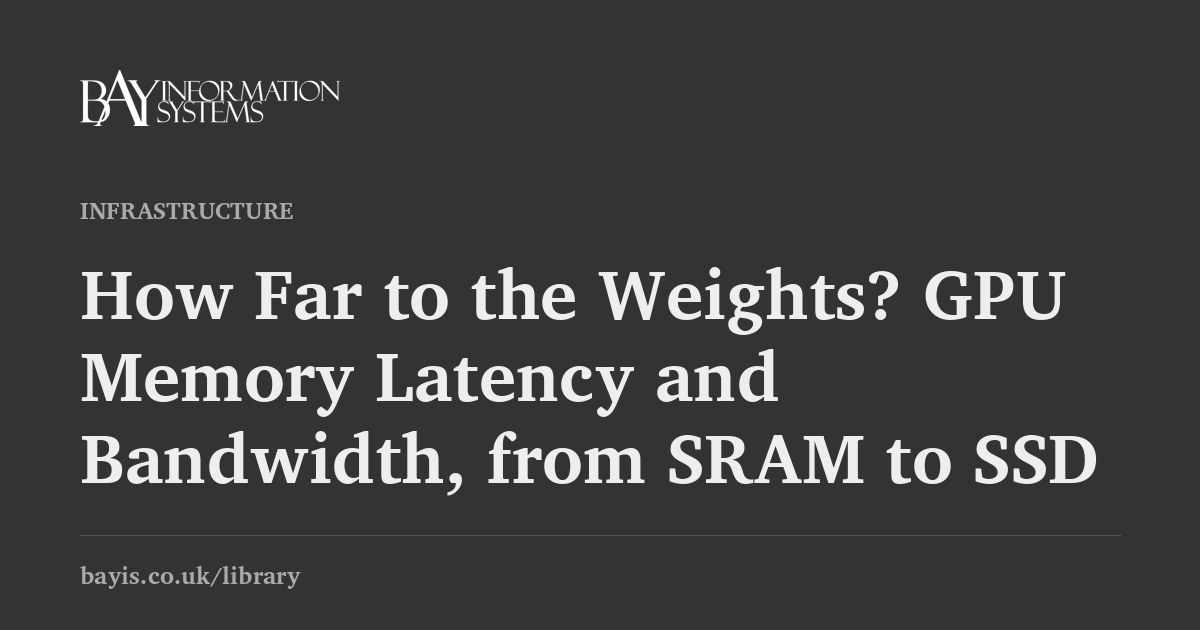 BAY INFORMATION
SYSTEMS
INFRASTRUCTURE
How Far to the Weights? GPU
Memory Latency and
Bandwidth, from SRAM to SSD
bayis.co.uk/library